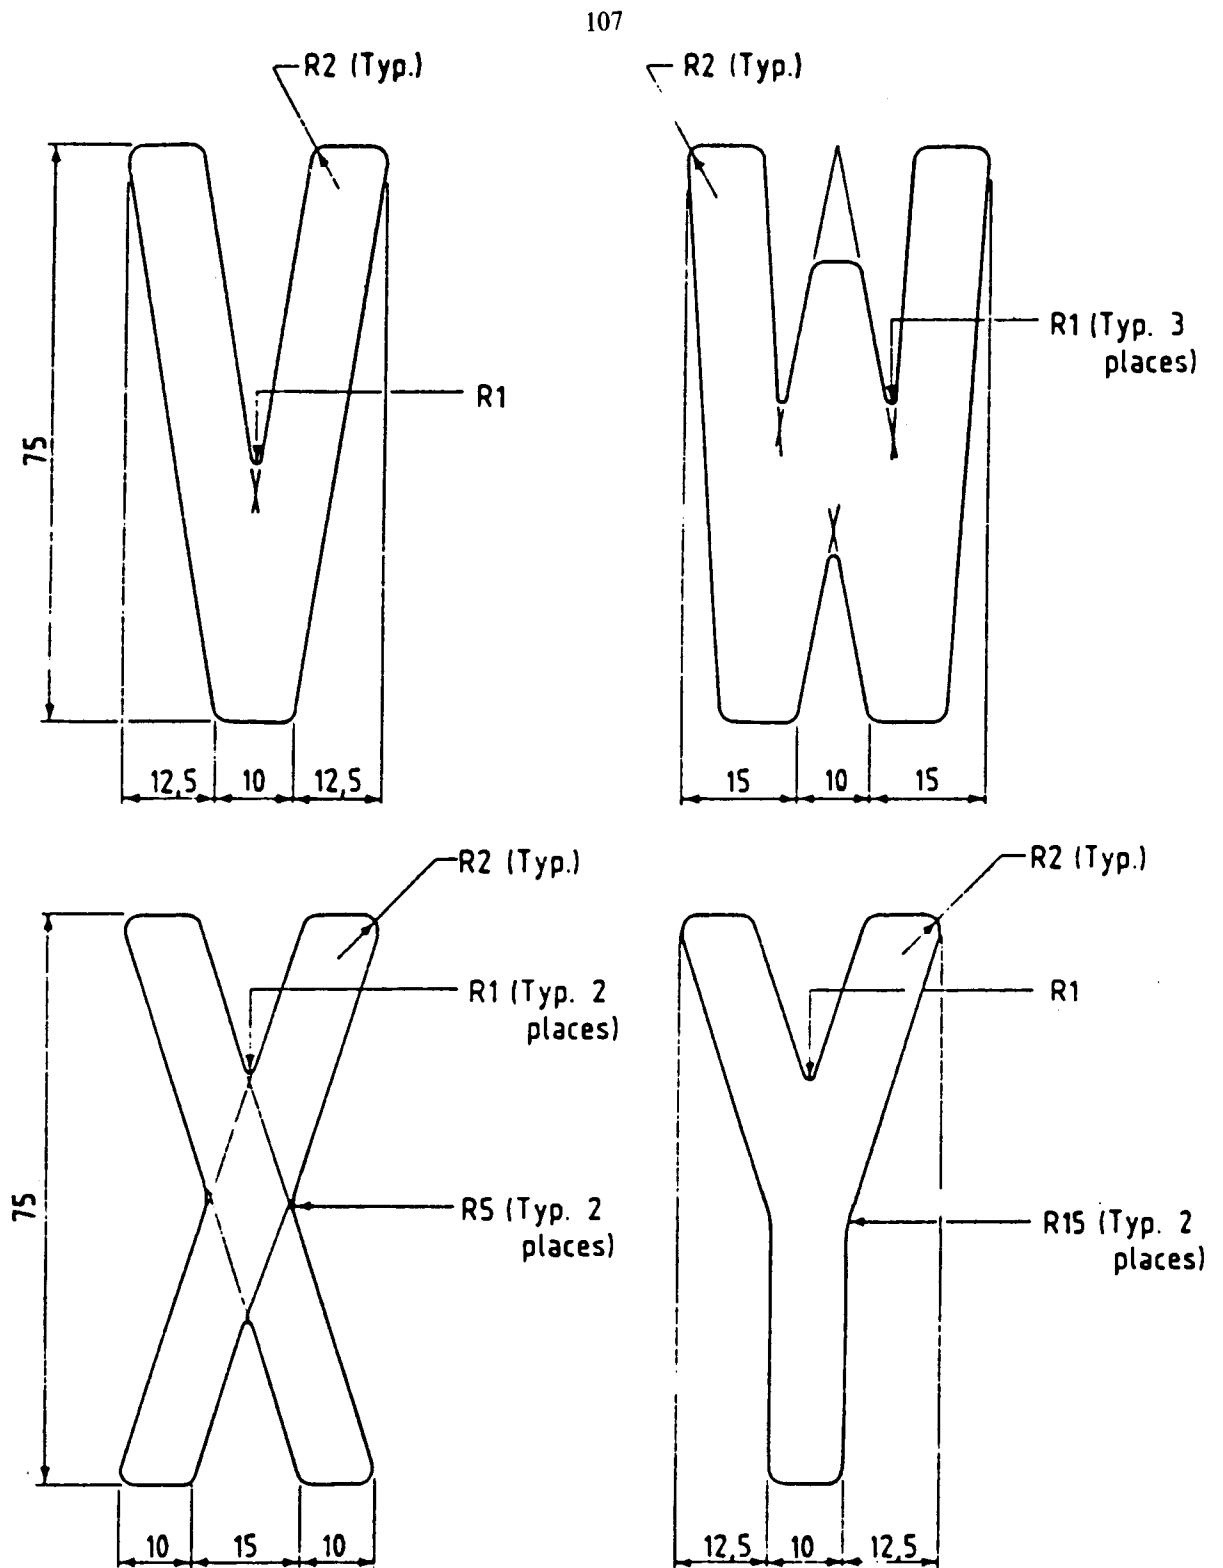 107
R2 (Typ.)
R2 (Typ.)
R1 (Typ. 3
places)
R1
75
12,5
10
12,5
15
10
15
R2 (Typ.)
R2 (Typ.)
R1 (Typ. 2
places)
R1
75
R5 (Typ. 2
places)
R15 (Typ. 2
places)
10
15
10
12,5
10
12,5